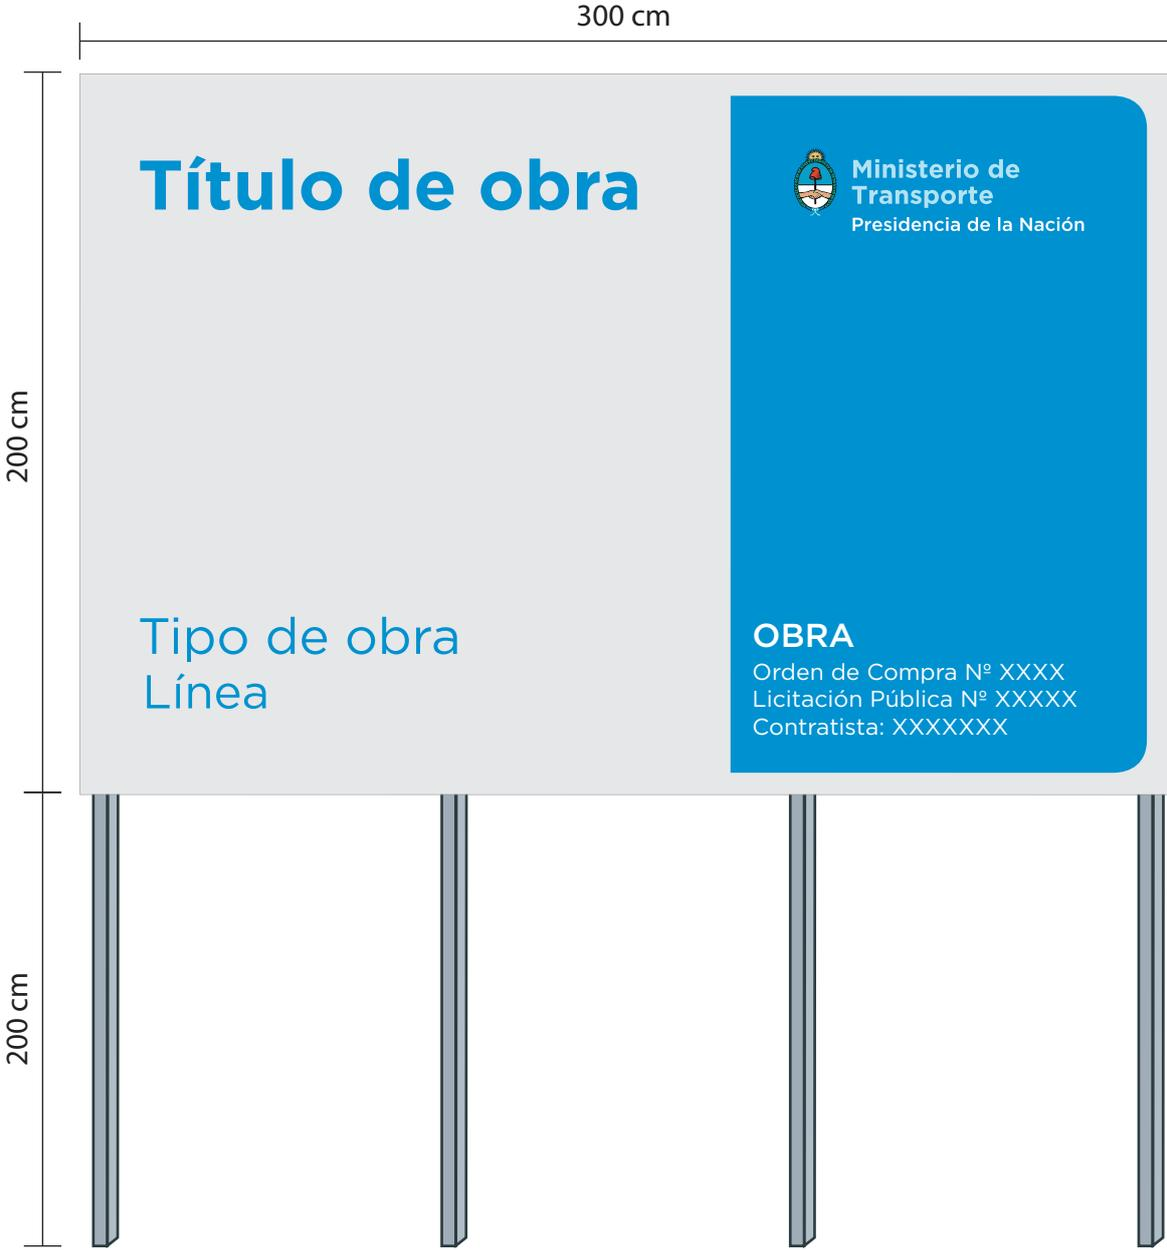 300 cm
200 cm
Título de obra
Ministerio de
Transporte
Presidencia de la Nación
Tipo de obra
Línea
OBRA
Orden de Compra Nº XXXX
Licitación Pública Nº XXXXX
Contratista: XXXXXXX
200 cm